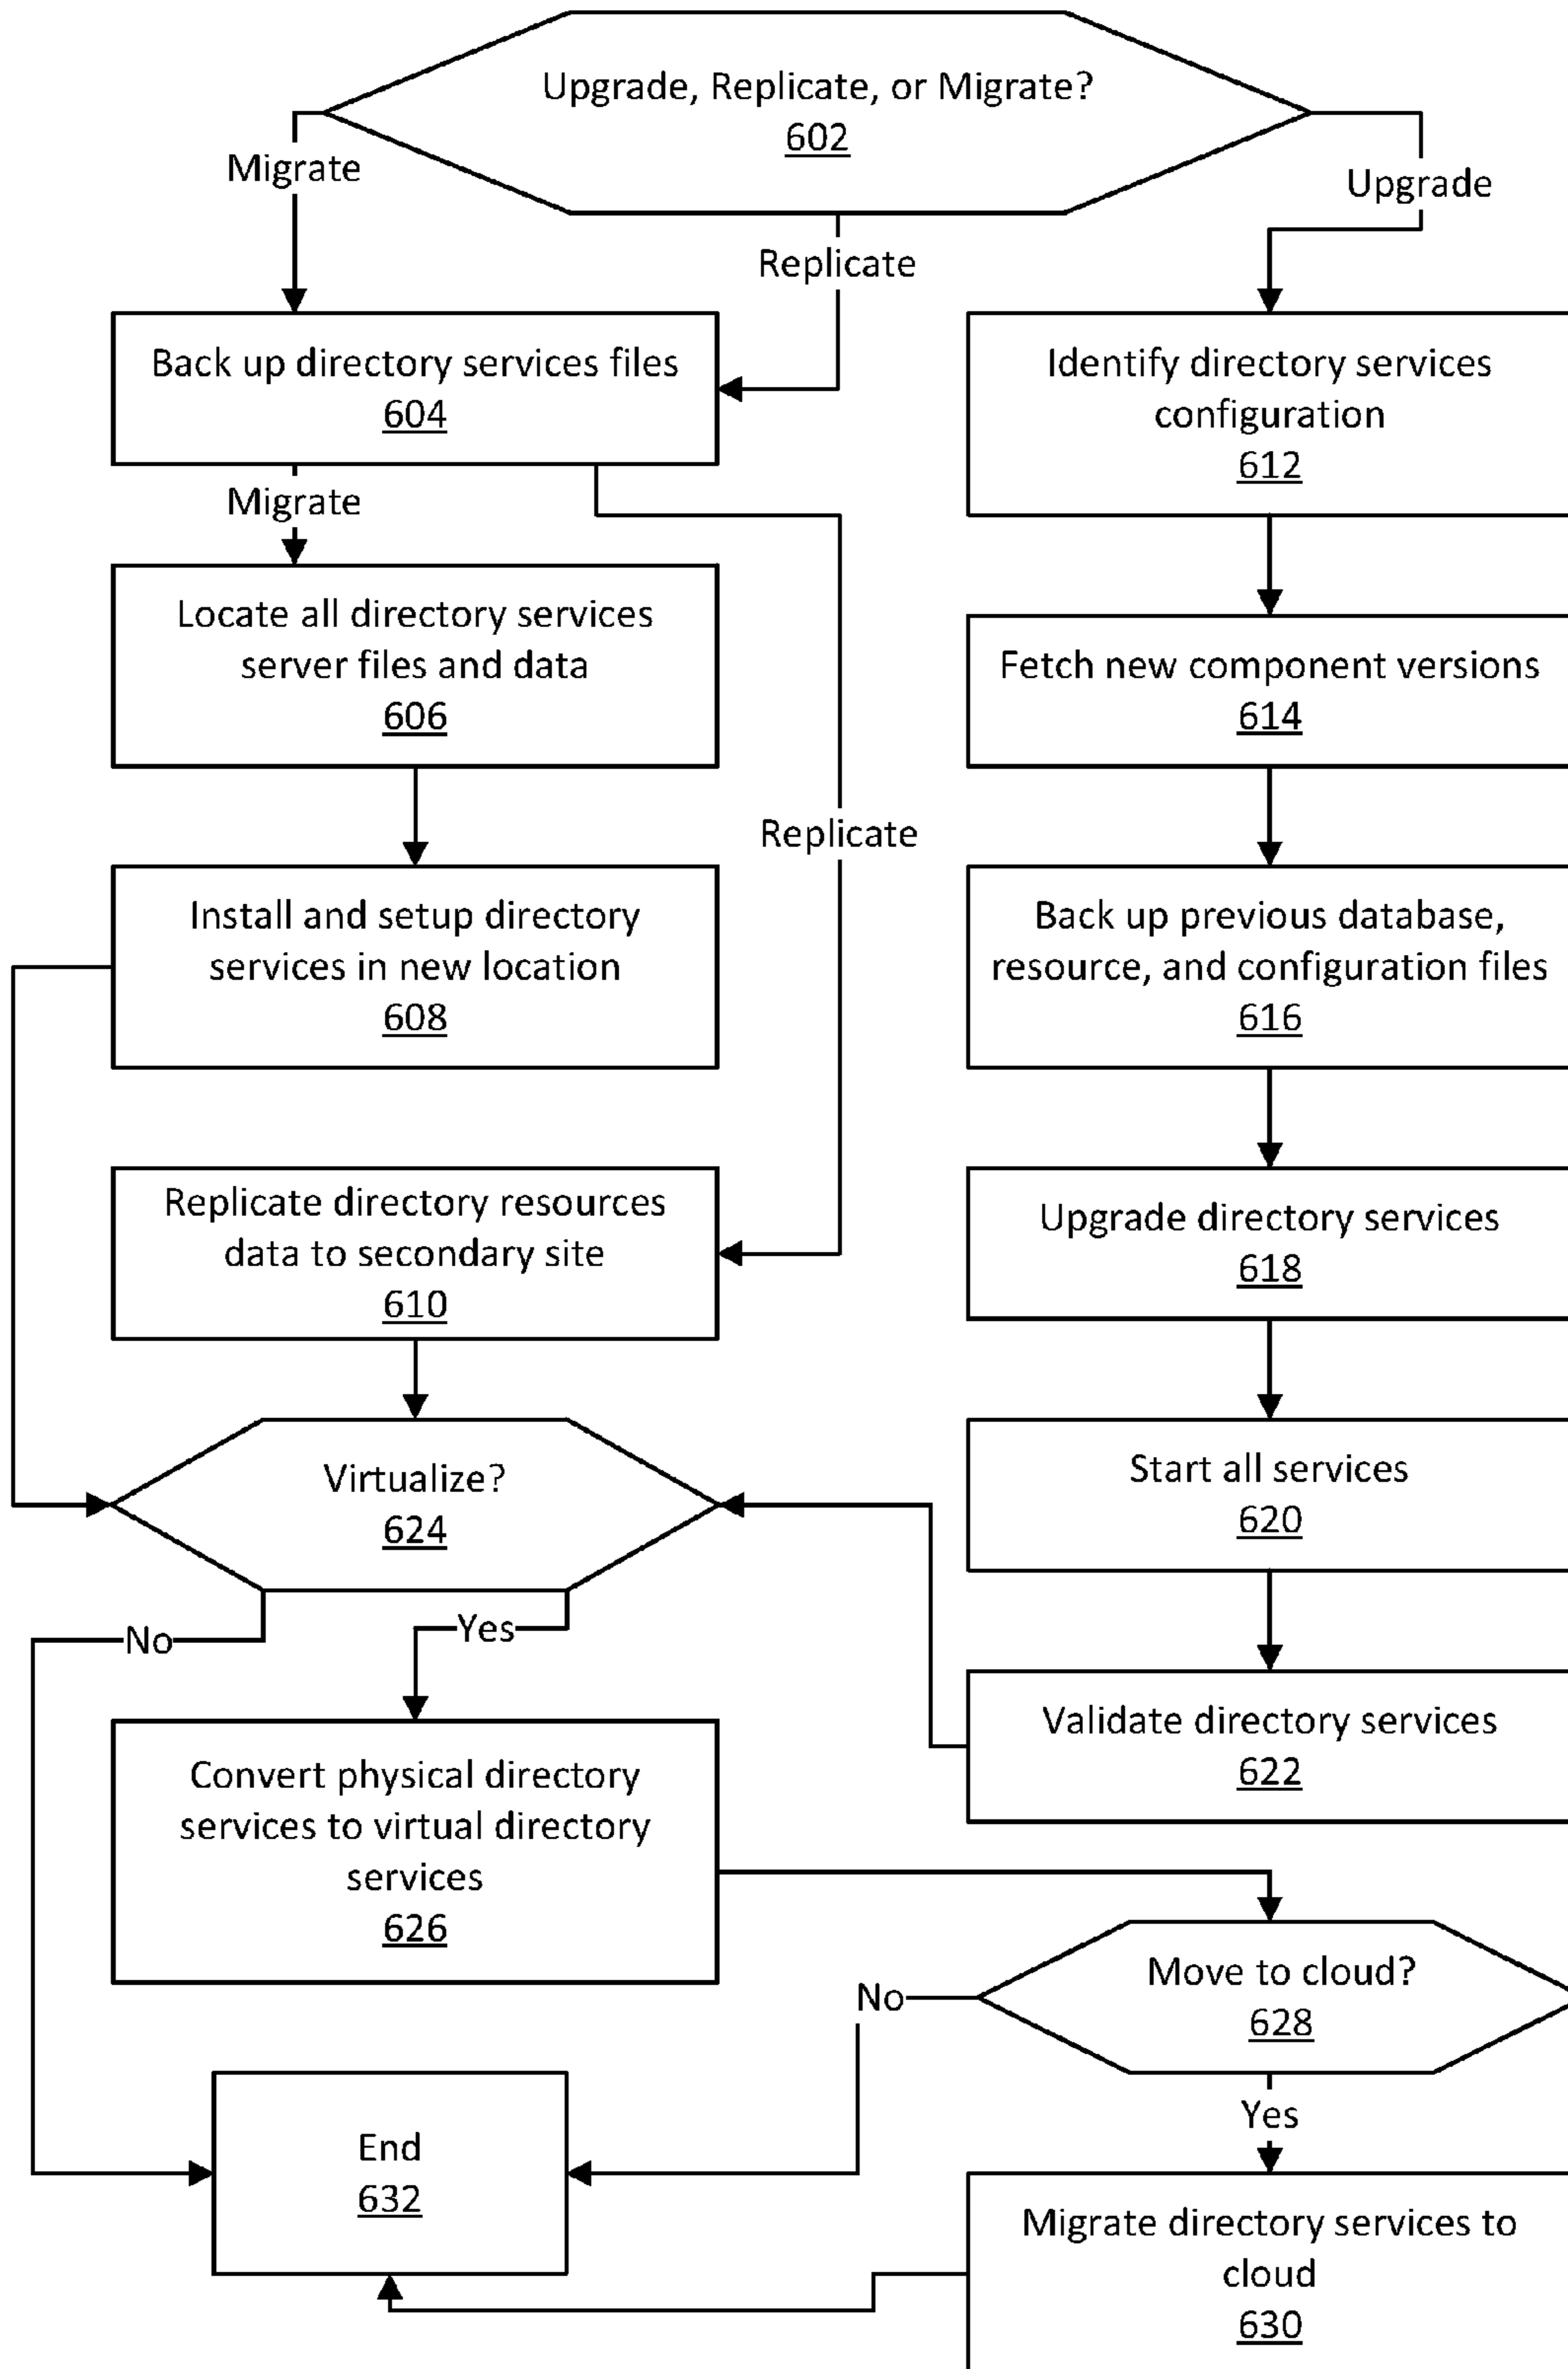 Upgrade, Replicate, or Migrate?
602
Migrate
Upgrade
Replicate
Back up directory services files
604
Identify directory services
configuration
612
Migrate
Locate all directory services
server files and data
606
Fetch new component versions
614
Replicate
Install and setup directory
services in new location
608
Back up previous database,
resource, and configuration files
616
Replicate directory resources
data to secondary site
610
Upgrade directory services
618
Virtualize?
624
Start all services
620
No
Yes
Validate directory services
622
Convert physical directory
services to virtual directory
services
626
Move to cloud?
628
No
Yes
End
632
Migrate directory services to
cloud
630